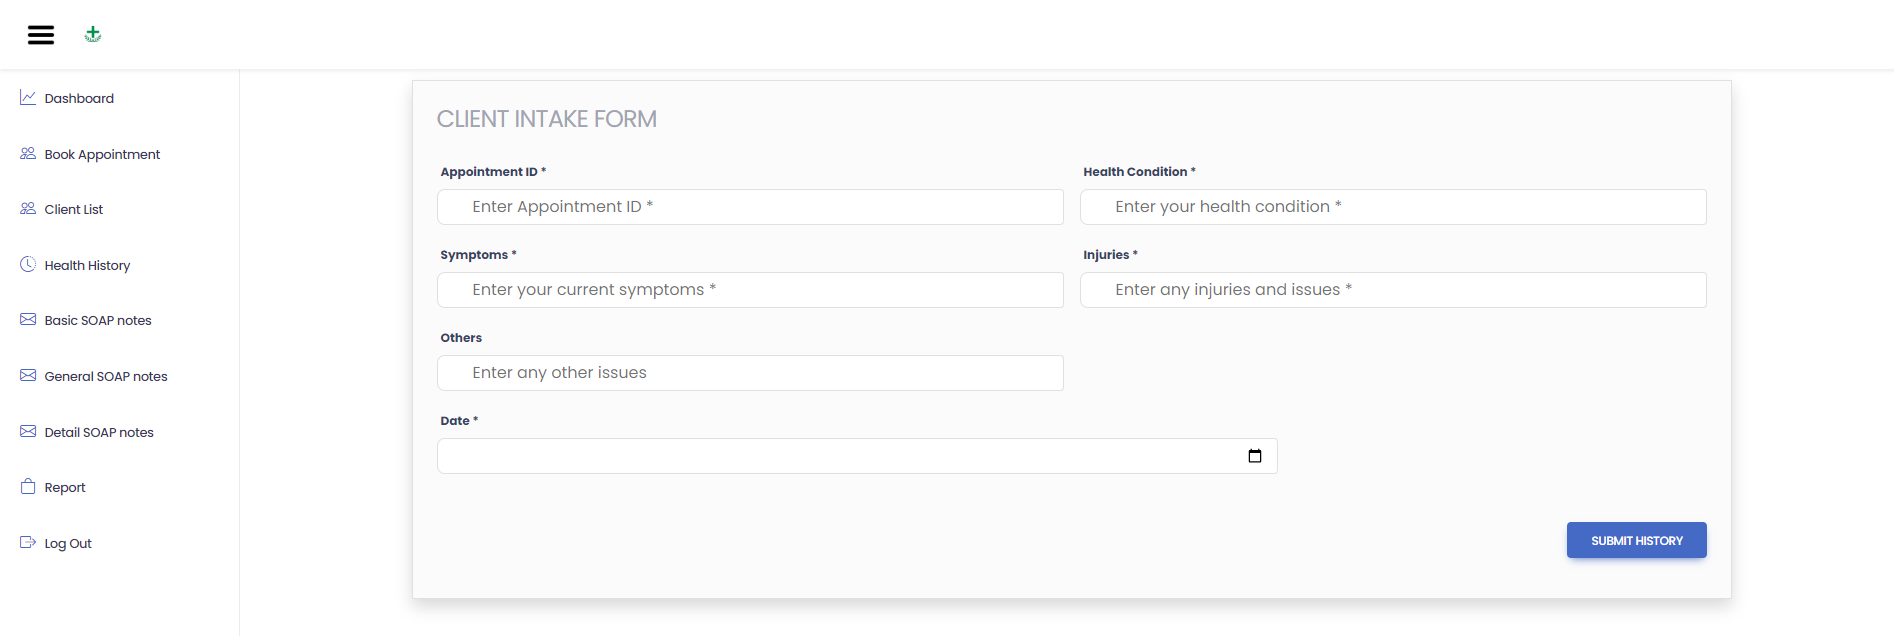 Dashboard
Book Appointment
Client List
Health History
Basic SOAP notes
General SOAP notes
Detail SOAP notes
Report
Log Out
CLIENT INTAKE FORM
Appointment ID *
Enter Appointment ID *
Health Condition *
Enter your health condition *
Symptoms *
Enter your current symptoms *
Injuries *
Enter any injuries and issues *
Others
Enter any other issues
Date *
SUBMIT HISTORY